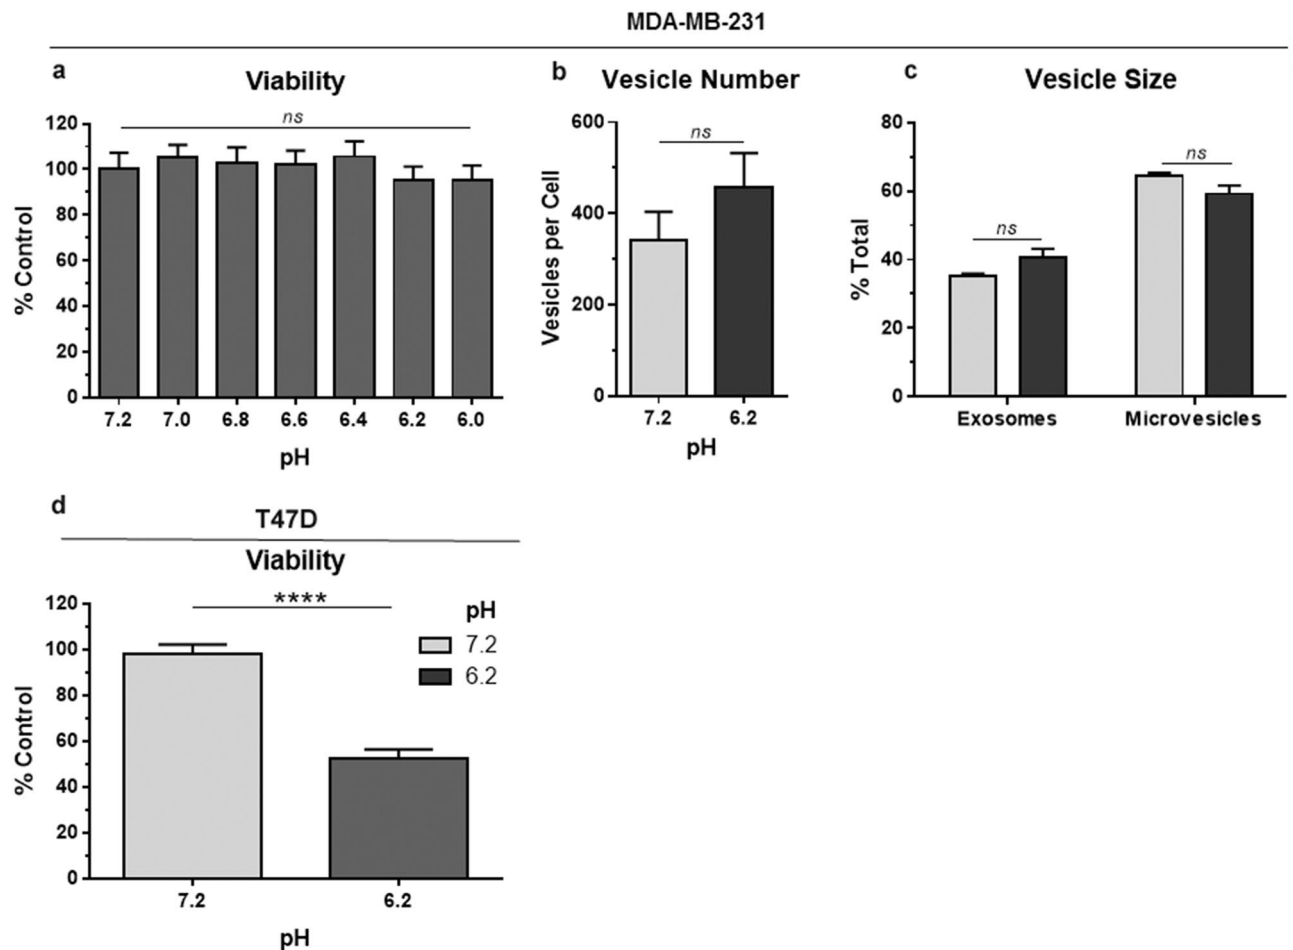 MDA-MB-231
a
Viability
ns
120
100
80
60
40
20
0
% Control
7.2 7.0 6.8 6.6 6.4 6.2 6.0
pH
b
Vesicle Number
ns
600
400
200
0
Vesicles per Cell
7.2 6.2
pH
c
Vesicle Size
ns
ns
80
60
40
20
0
% Total
Exosomes Microvesicles
d
T47D
Viability
****
120
100
80
60
40
20
0
% Control
7.2 6.2
pH
pH
7.2
6.2